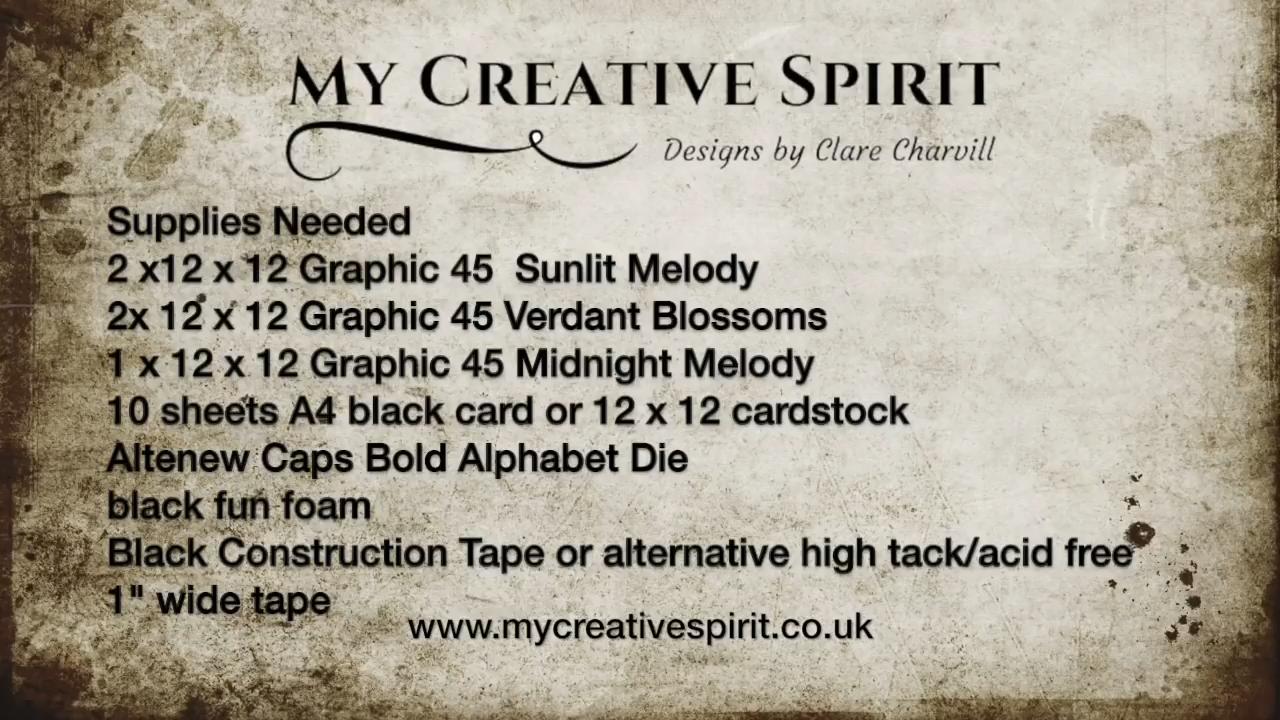 My Creative Spirit
Designs by Clare Charvill
Supplies Needed
2 x12 x 12 Graphic 45  Sunlit Melody
2x 12 x 12 Graphic 45 Verdant Blossoms
1 x 12 x 12 Graphic 45 Midnight Melody
10 sheets A4 black card or 12 x 12 cardstock
Altenew Caps Bold Alphabet Die
black fun foam
Black Construction Tape or alternative high tack/acid free
1" wide tape
www.mycreativespirit.co.uk